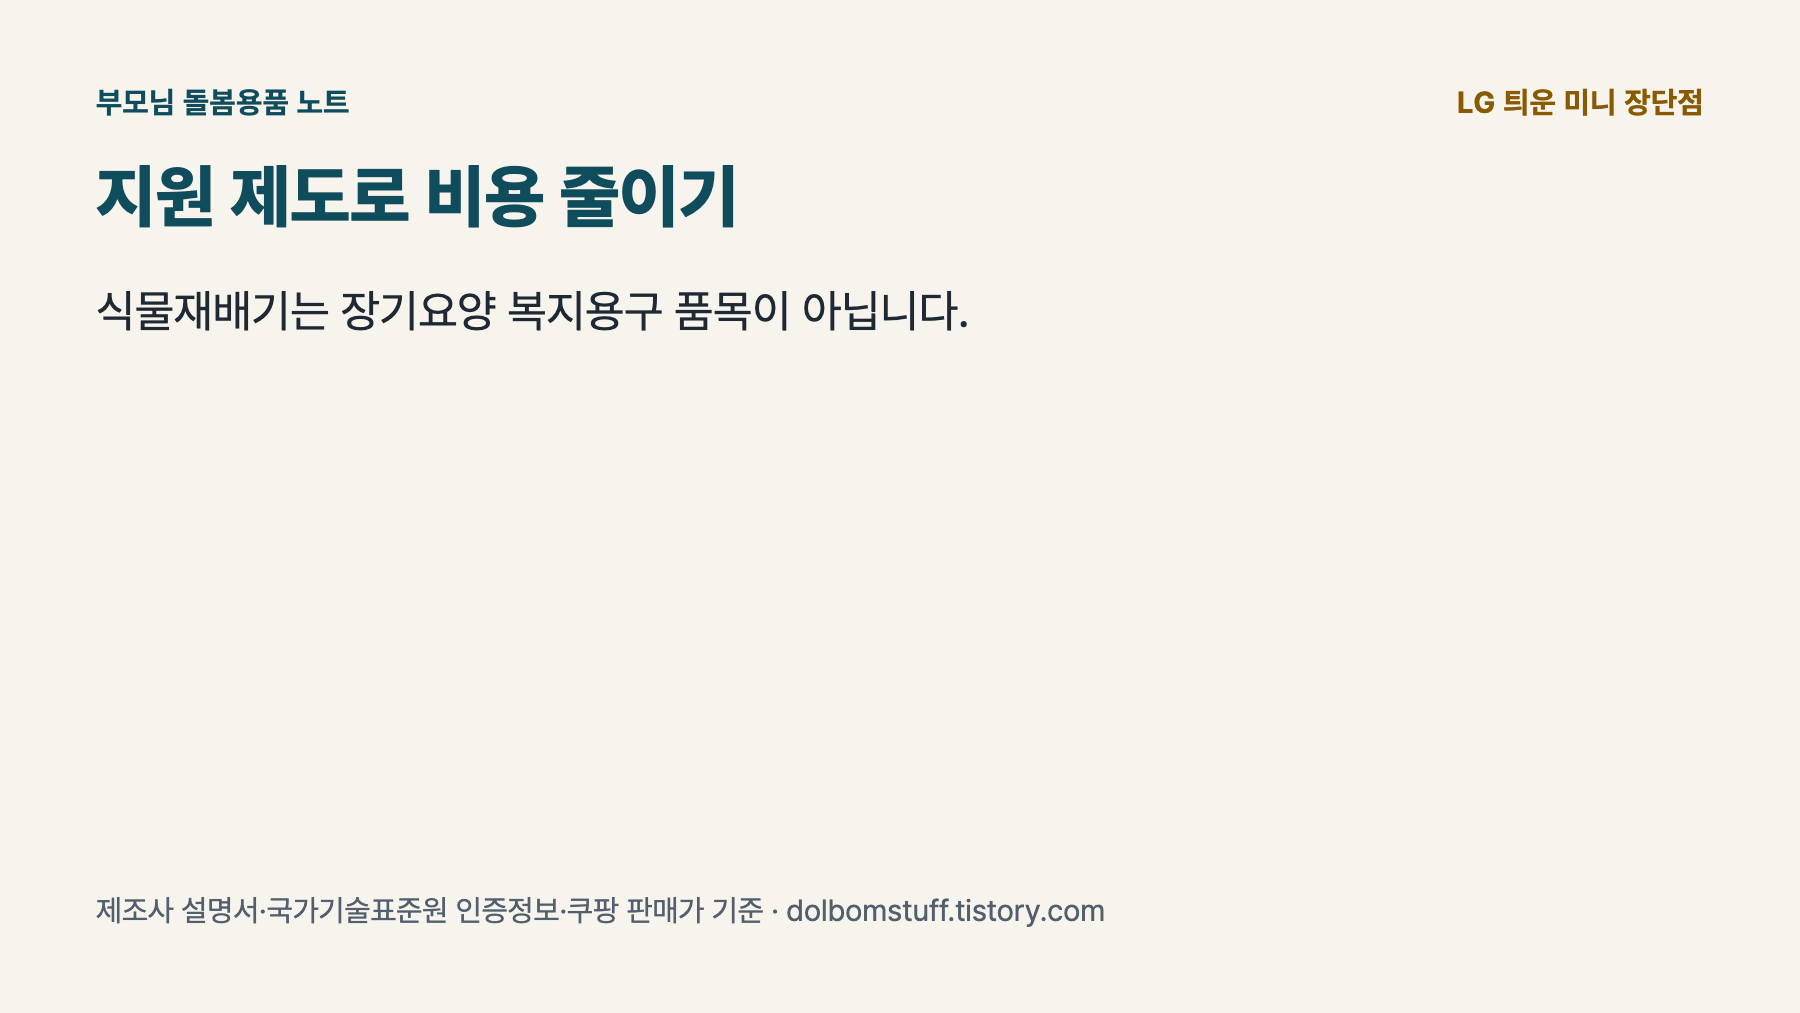 부모님 돌봄용품 노트
LG 틔운 미니 장단점
지원 제도로 비용 줄이기
식물재배기는 장기요양 복지용구 품목이 아닙니다.
제조사 설명서·국가기술표준원 인증정보·쿠팡 판매가 기준 · dolbomstuff.tistory.com